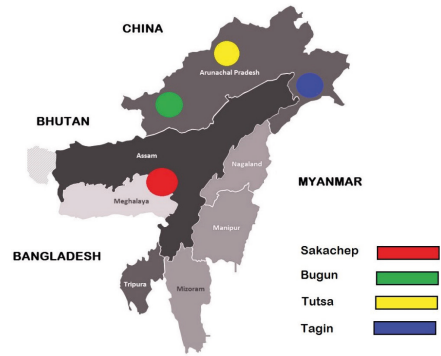 CHINA
Arunachal Pradesh
BHUTAN
Assam
Nagaland
MYANMAR
Meghalaya
Manipur
BANGLADESH
Tripura
Mizoram
Sakachep
Bugun
Tutsa
Tagin